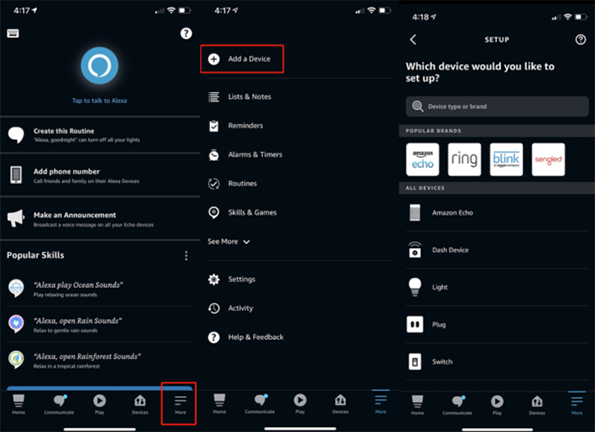 4:17
?
Tap to talk to Alexa
Create this Routine
"Alexa, goodnight" can turn off all your lights
Add phone number
Call friends and family on their Alexa Devices
Make an Announcement
Broadcast a voice message on all your Echo devices
Popular Skills
"Alexa play Ocean Sounds"
Play relaxing ocean sounds
"Alexa, open Rain Sounds"
Relax to gentle rain sounds
"Alexa, open Rainforest Sounds"
Relax in a tropical rainforest
Home
Communicate
Play
Devices
More
4:17
Add a Device
Lists & Notes
Reminders
Alarms & Timers
Routines
Skills & Games
See More
Settings
Activity
?
Help & Feedback
Home
Communicate
Play
Devices
More
4:18
SETUP
?
Which device would you like to
set up?
Device type or brand
POPULAR BRANDS
amazon
echo
ring
blink
an amazon company
sengled
ALL DEVICES
Amazon Echo
Dash Device
Light
Plug
Switch
Home
Communicate
Play
Devices
More